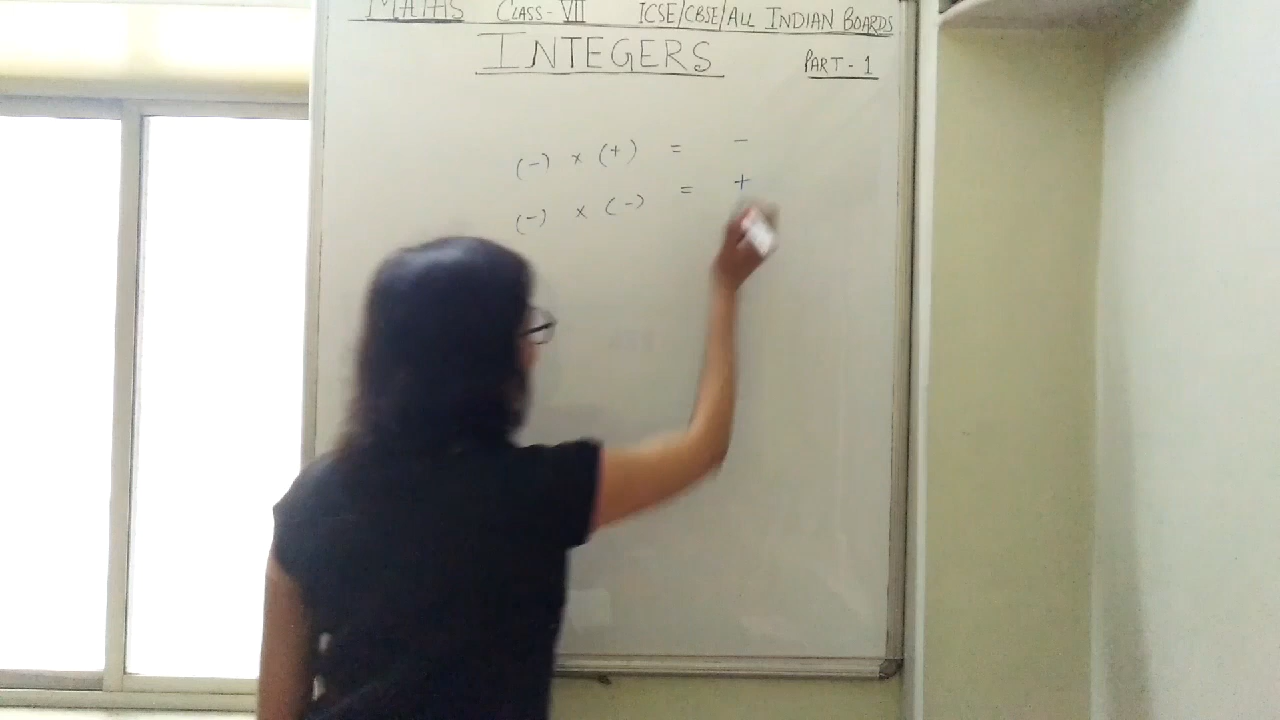 MATHS CLASS - VII ICSE/CBSE/ALL INDIAN BOARDS
INTEGERS
PART - 1
(-) × (+) = -
(-) × (-) = +